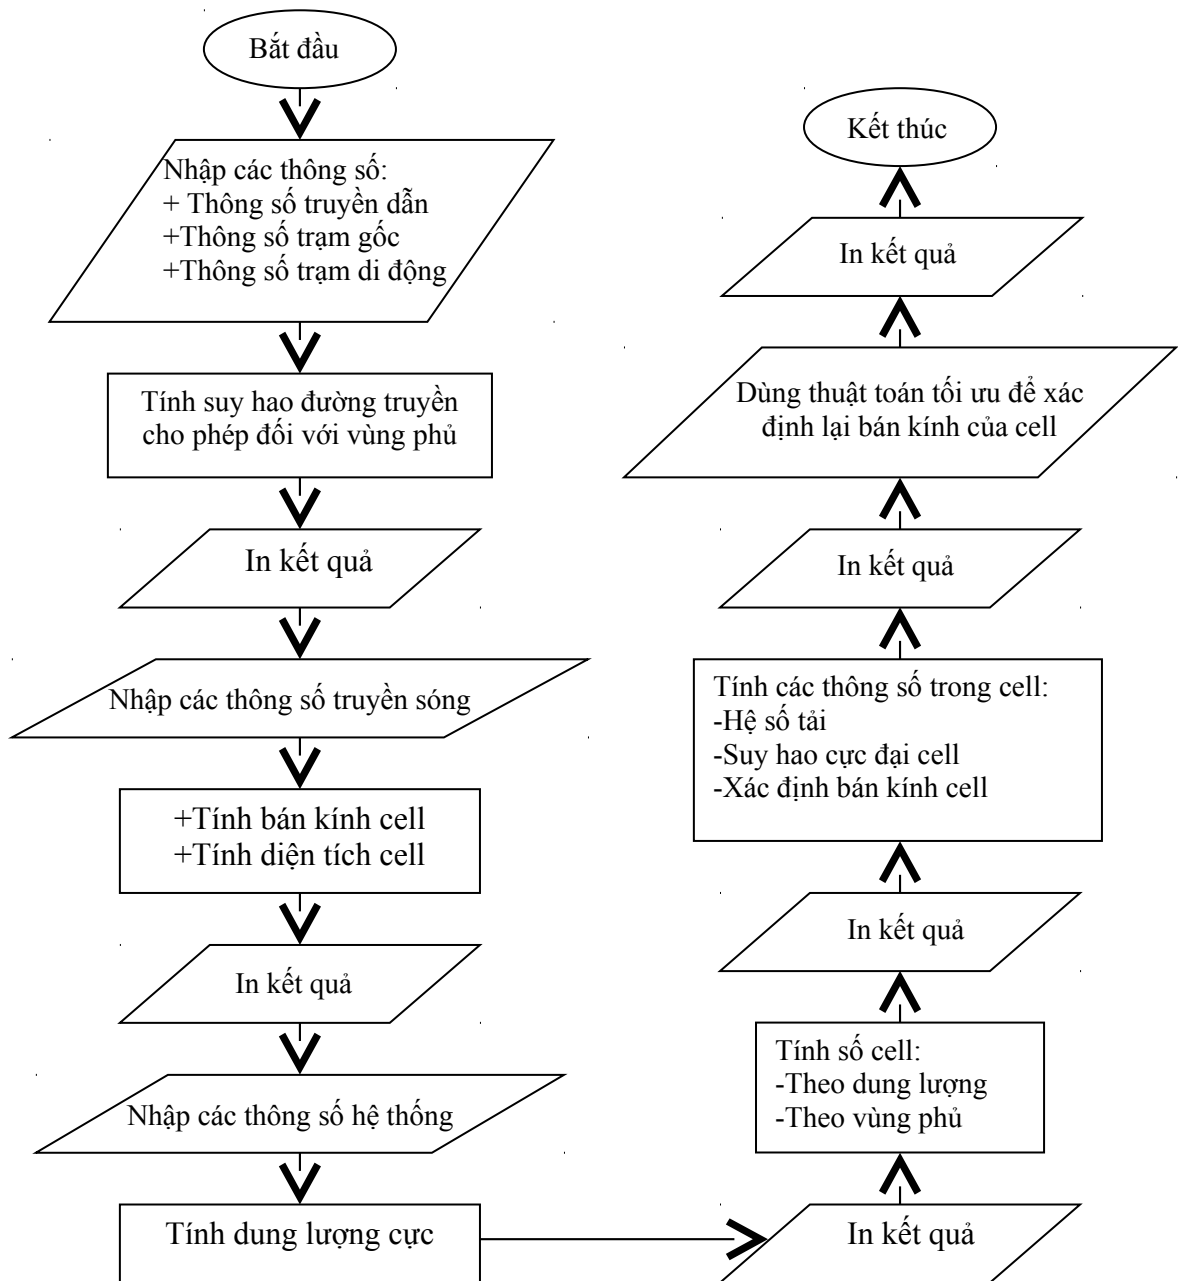 Bắt đầu
Nhập các thông số:
+ Thông số truyền dẫn
+Thông số trạm gốc
+Thông số trạm di động
Tính suy hao đường truyền
cho phép đối với vùng phủ
In kết quả
Nhập các thông số truyền sóng
+Tính bán kính cell
+Tính diện tích cell
In kết quả
Nhập các thông số hệ thống
Tính dung lượng cực
In kết quả
Tính số cell:
-Theo dung lượng
-Theo vùng phủ
In kết quả
Tính các thông số trong cell:
-Hệ số tải
-Suy hao cực đại cell
-Xác định bán kính cell
In kết quả
Dùng thuật toán tối ưu để xác
định lại bán kính của cell
In kết quả
Kết thúc